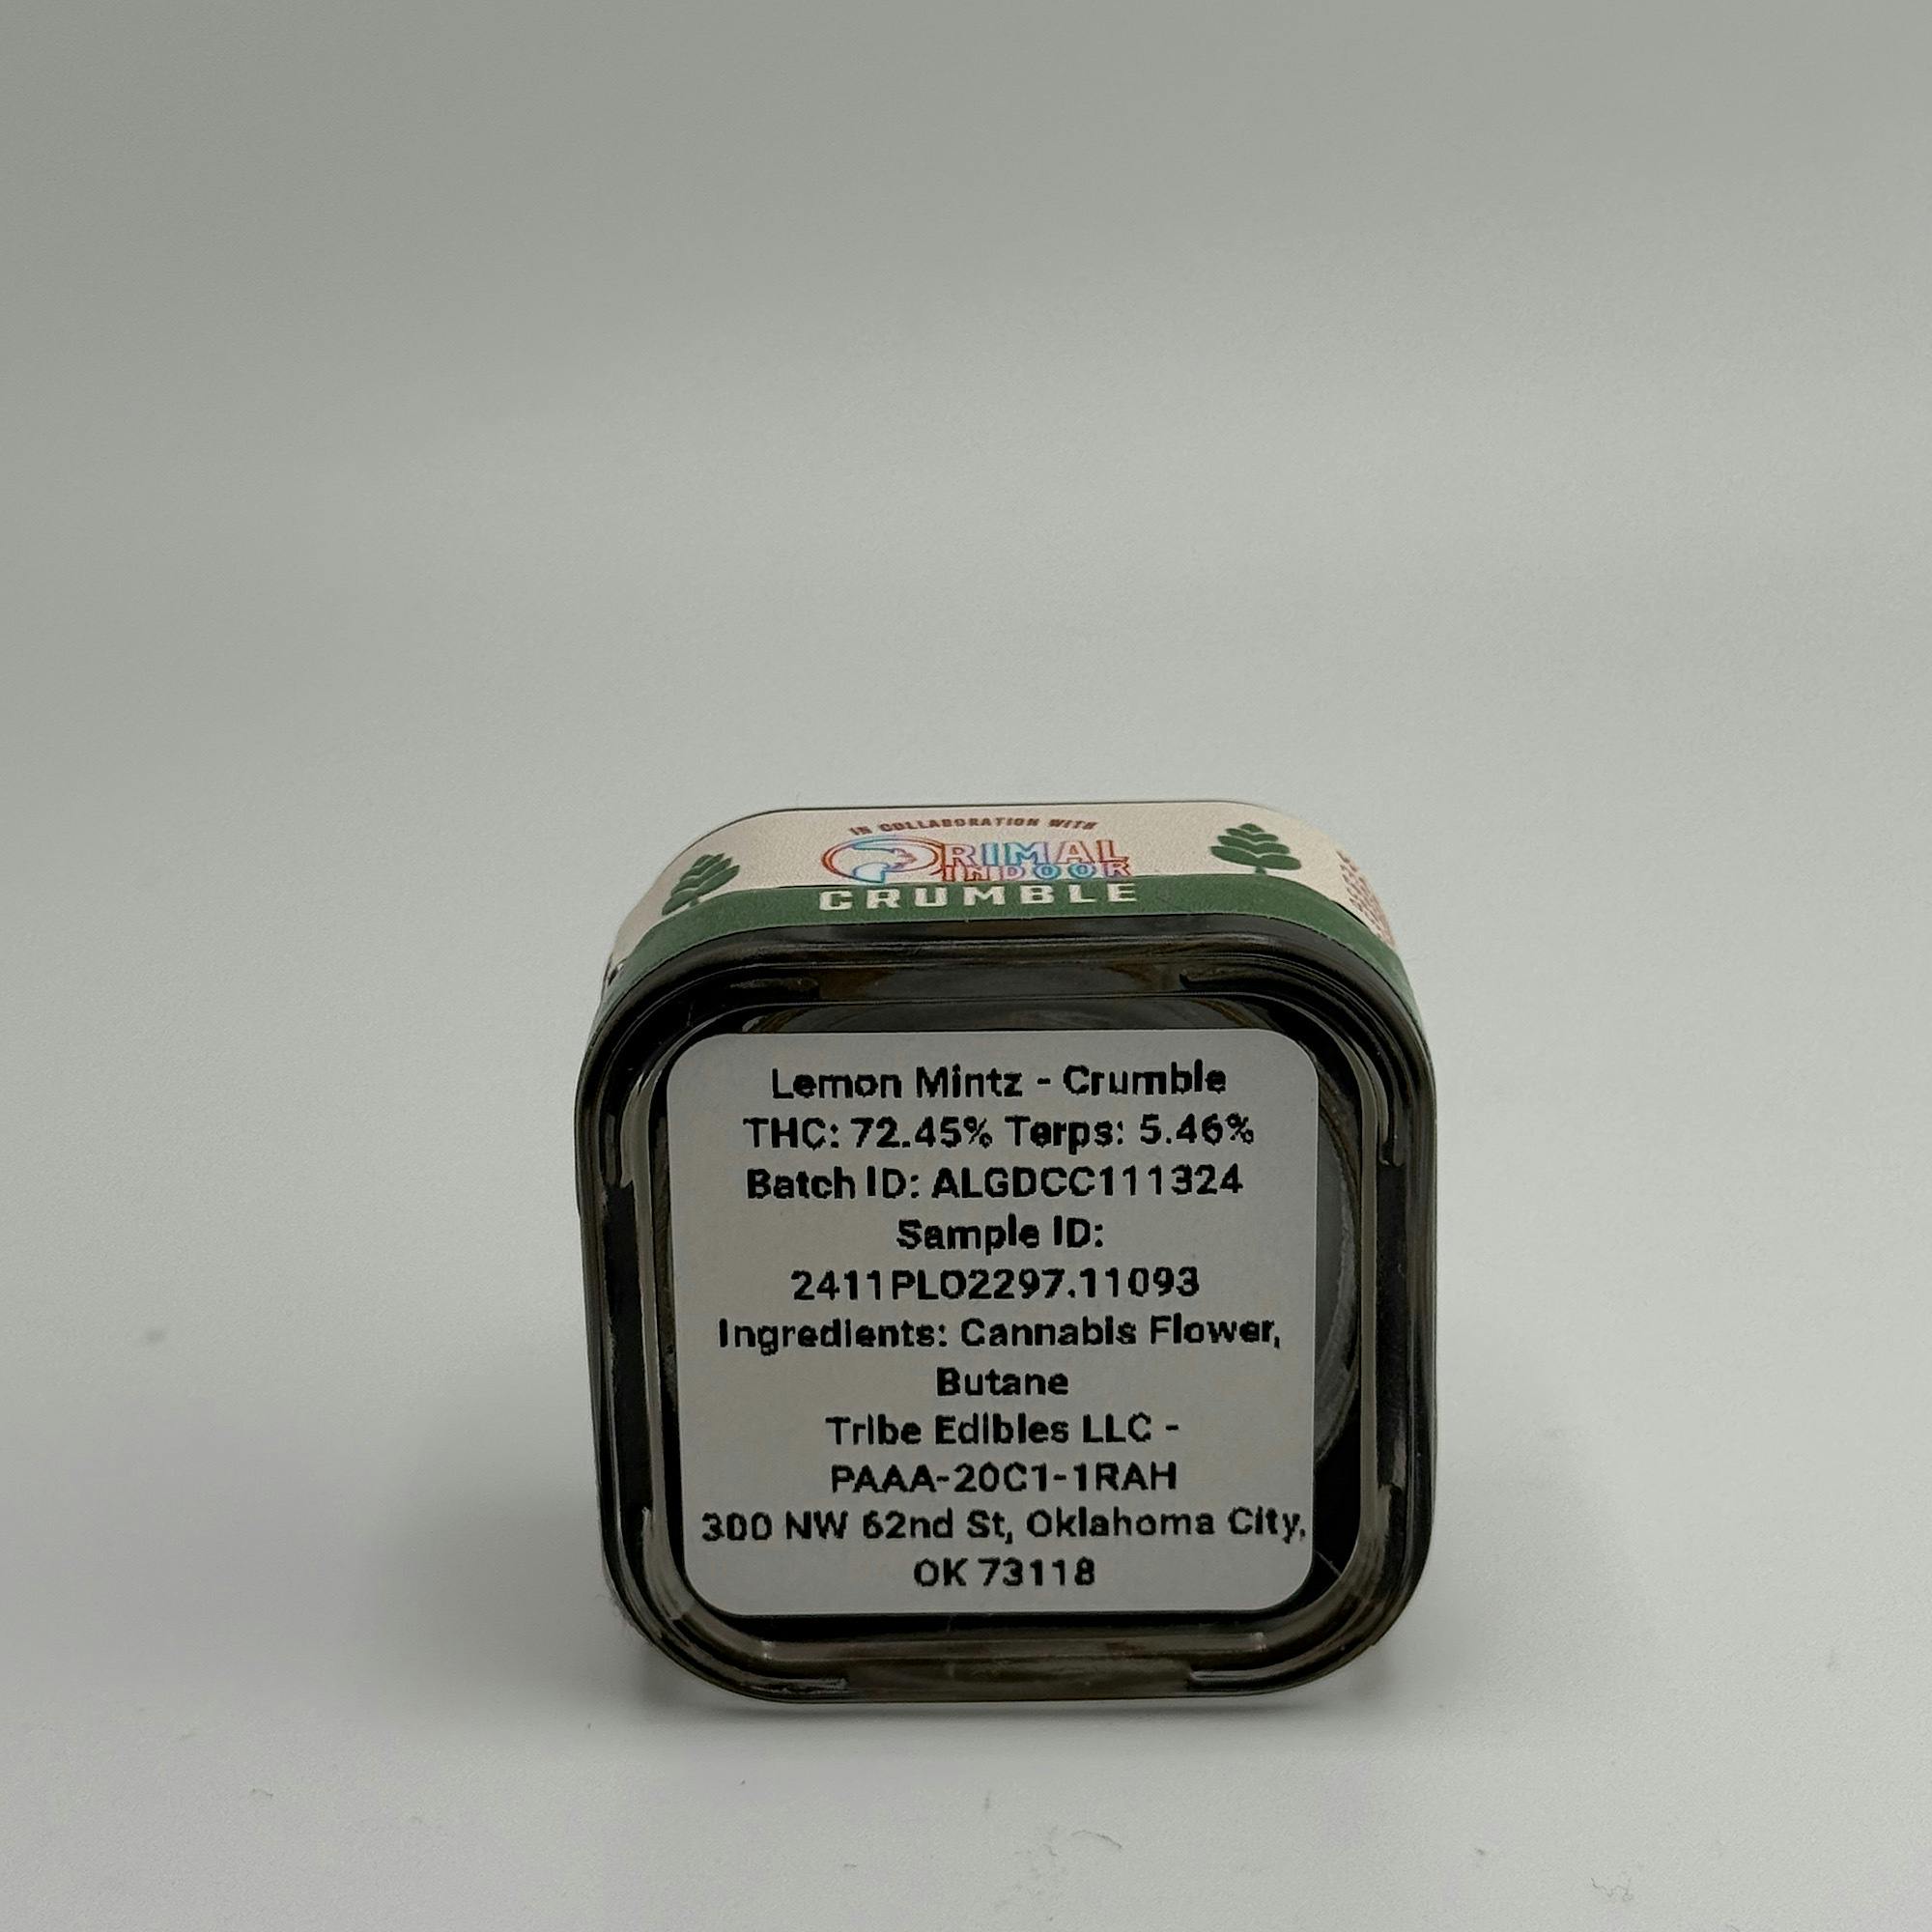 IN COLLABORATION WITH
PRIMAL
INDOOR
CRUMBLE
Lemon Mintz - Crumble
THC: 72.45% Terps: 5.46%
Batch ID: ALGDCC111324
Sample ID:
2411PLO2297.11093
Ingredients: Cannabis Flower,
Butane
Tribe Edibles LLC -
PAAA-20C1-1RAH
300 NW 62nd St, Oklahoma City,
OK 73118